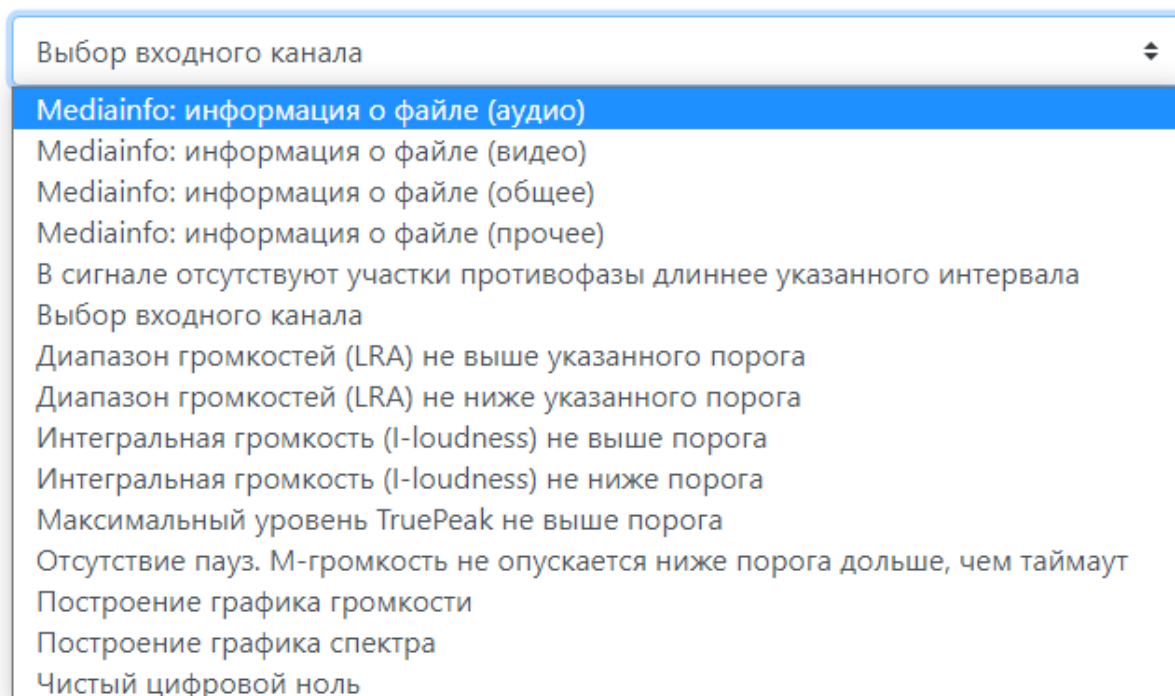 Выбор входного канала
Mediainfo: информация о файле (аудио)
Mediainfo: информация о файле (видео)
Mediainfo: информация о файле (общее)
Mediainfo: информация о файле (прочее)
В сигнале отсутствуют участки противофазы длиннее указанного интервала
Выбор входного канала
Диапазон громкостей (LRA) не выше указанного порога
Диапазон громкостей (LRA) не ниже указанного порога
Интегральная громкость (I-loudness) не выше порога
Интегральная громкость (I-loudness) не ниже порога
Максимальный уровень TruePeak не выше порога
Отсутствие пауз. М-громкость не опускается ниже порога дольше, чем таймаут
Построение графика громкости
Построение графика спектра
Чистый цифровой ноль